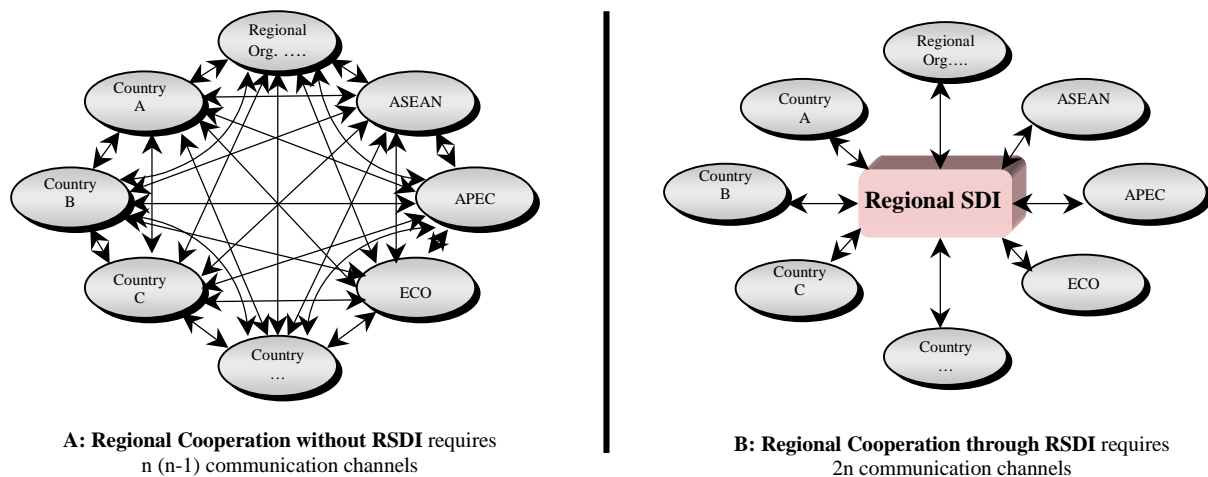 Regional
Org. ….
Country
A
ASEAN
Country
B
APEC
Country
C
ECO
Country
…
A: Regional Cooperation without RSDI requires
n (n-1) communication channels
Regional
Org….
Country
A
ASEAN
Country
B
Regional SDI
APEC
Country
C
ECO
Country
…
B: Regional Cooperation through RSDI requires
2n communication channels